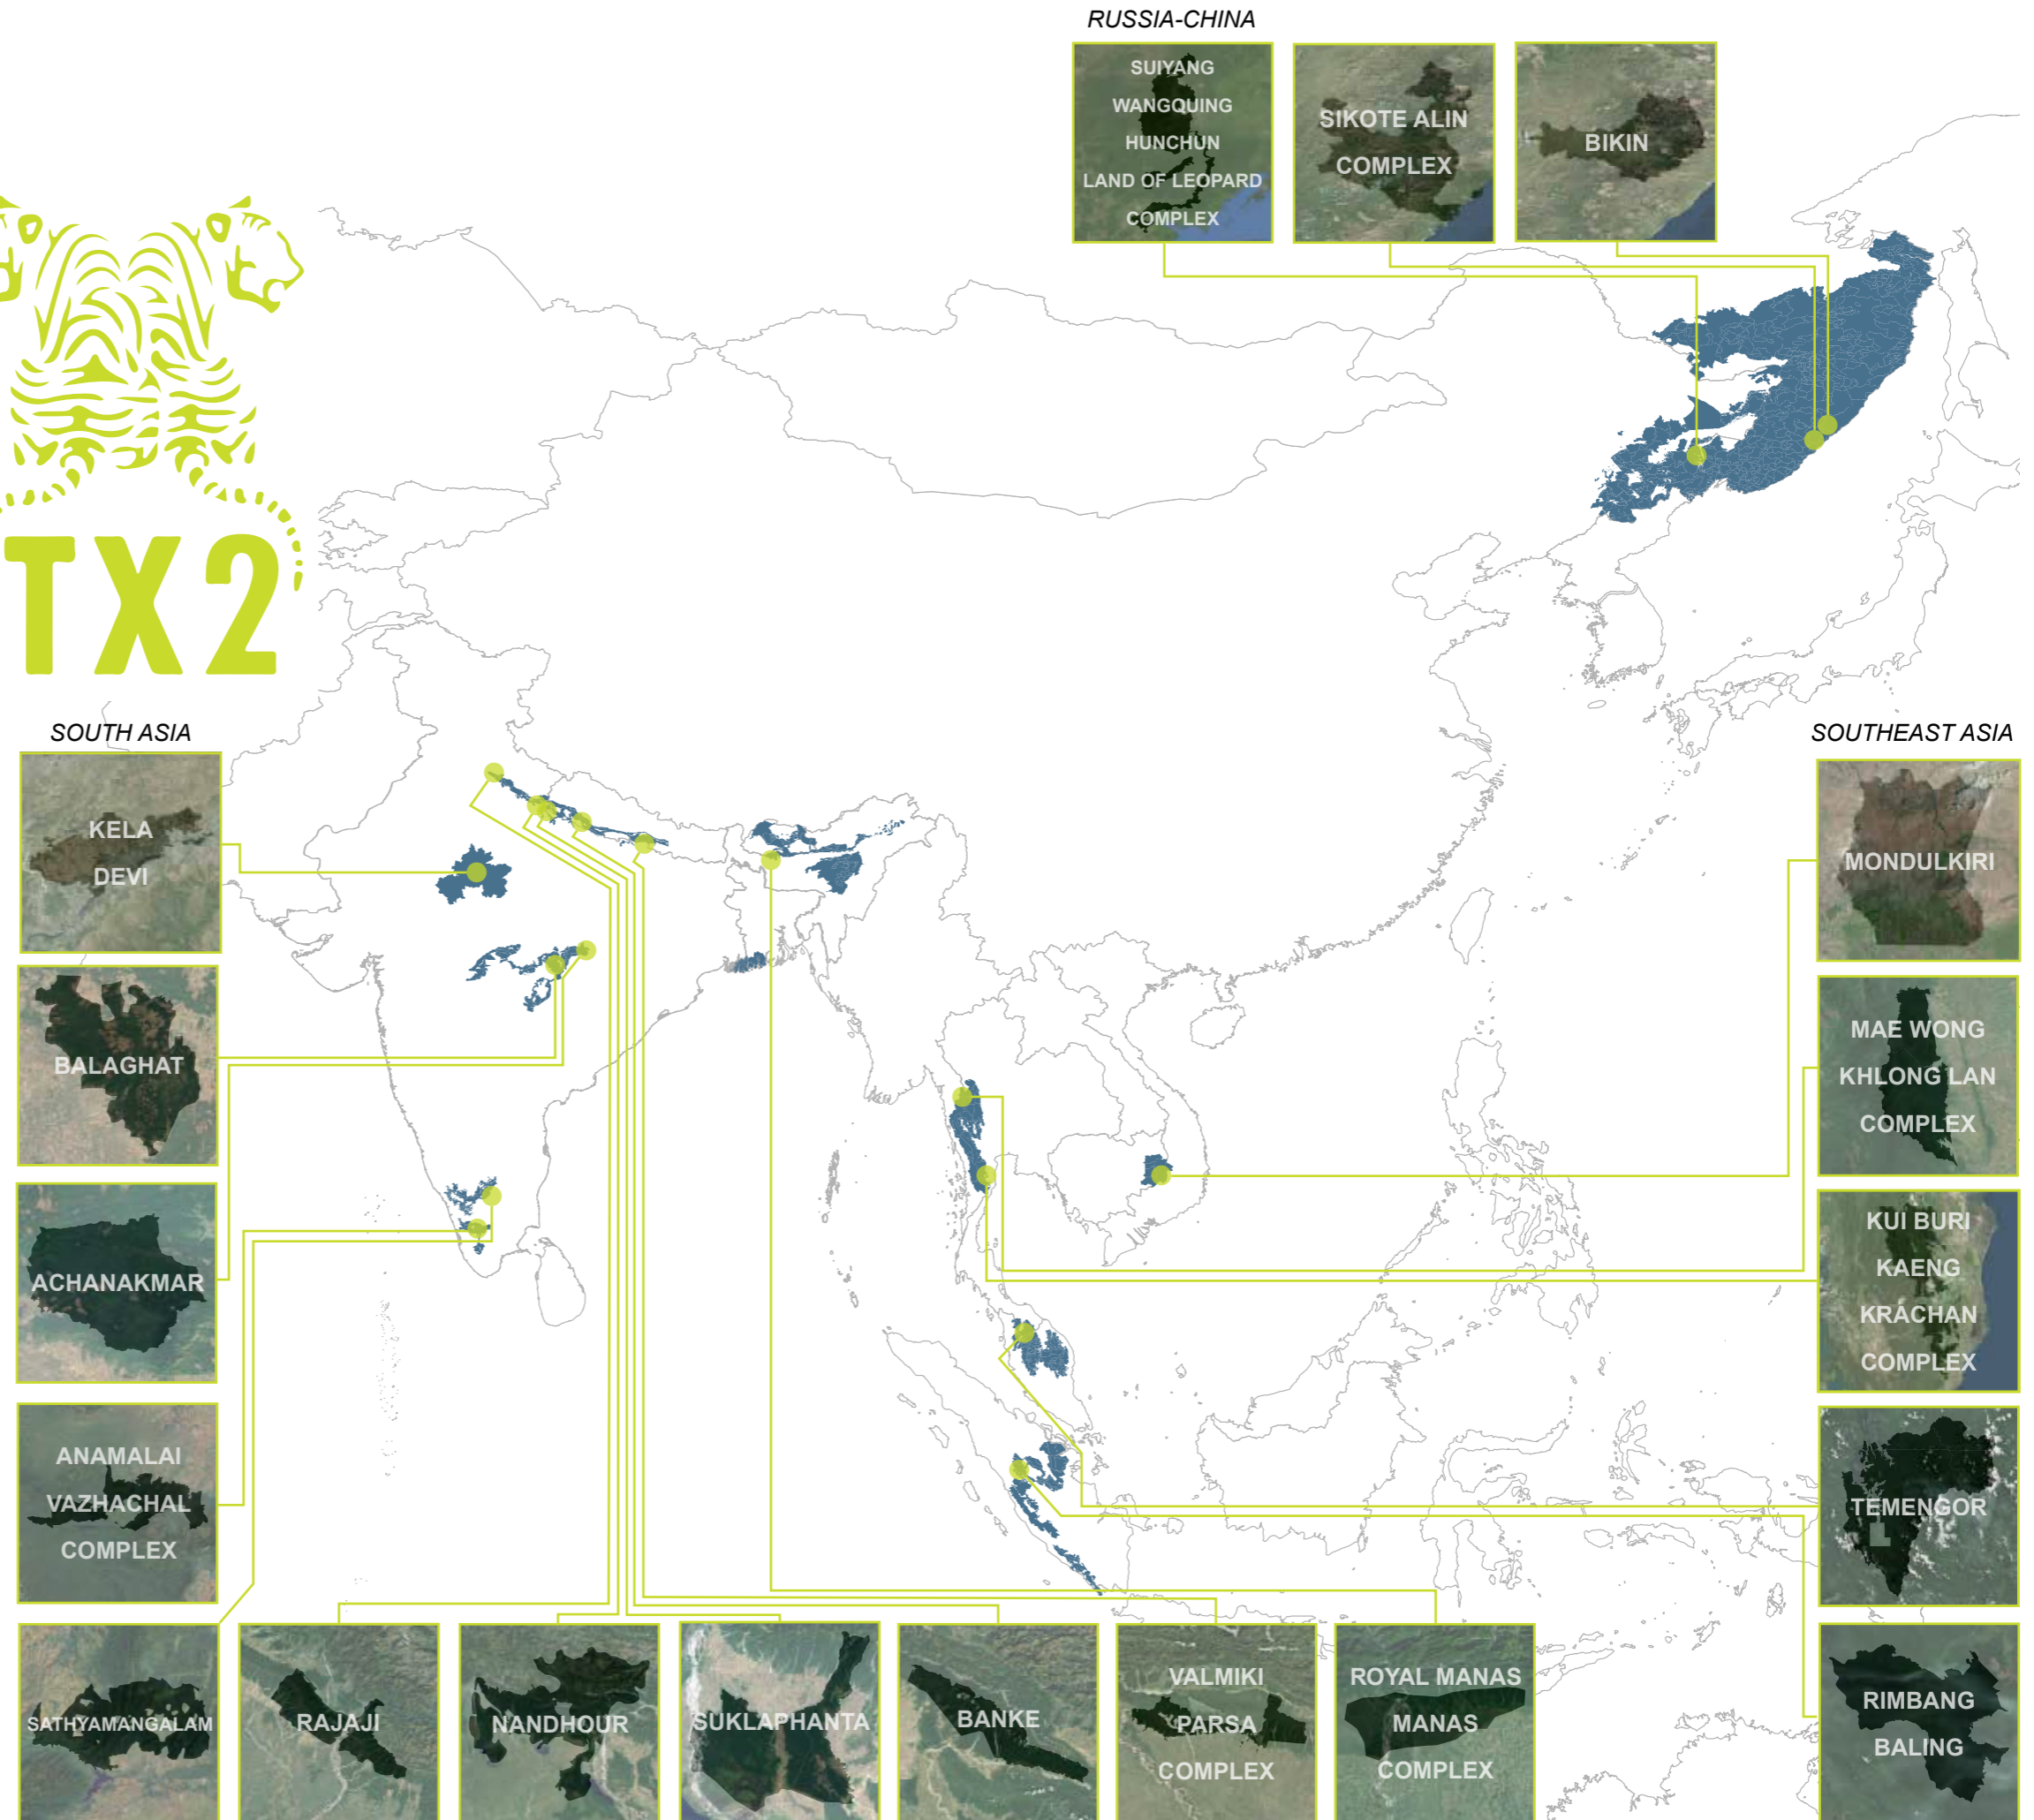 RUSSIA-CHINA
SUIYANG
WANGQUING
HUNCHUN
LAND OF LEOPARD
COMPLEX
SIKOTE ALIN
COMPLEX
BIKIN
TX2
SOUTH ASIA
KELA
DEVI
BALAGHAT
ACHANAKMAR
ANAMALAI
VAZHACHAL
COMPLEX
SATHYAMANGALAM
RAJAJI
NANDHOUR
SUKLAPHANTA
BANKE
VALMIKI
PARSA
COMPLEX
ROYAL MANAS
MANAS
COMPLEX
SOUTHEAST ASIA
MONDULKIRI
MAE WONG
KHLONG LAN
COMPLEX
KUI BURI
KAENG
KRACHAN
COMPLEX
TEMENGOR
RIMBANG
BALING